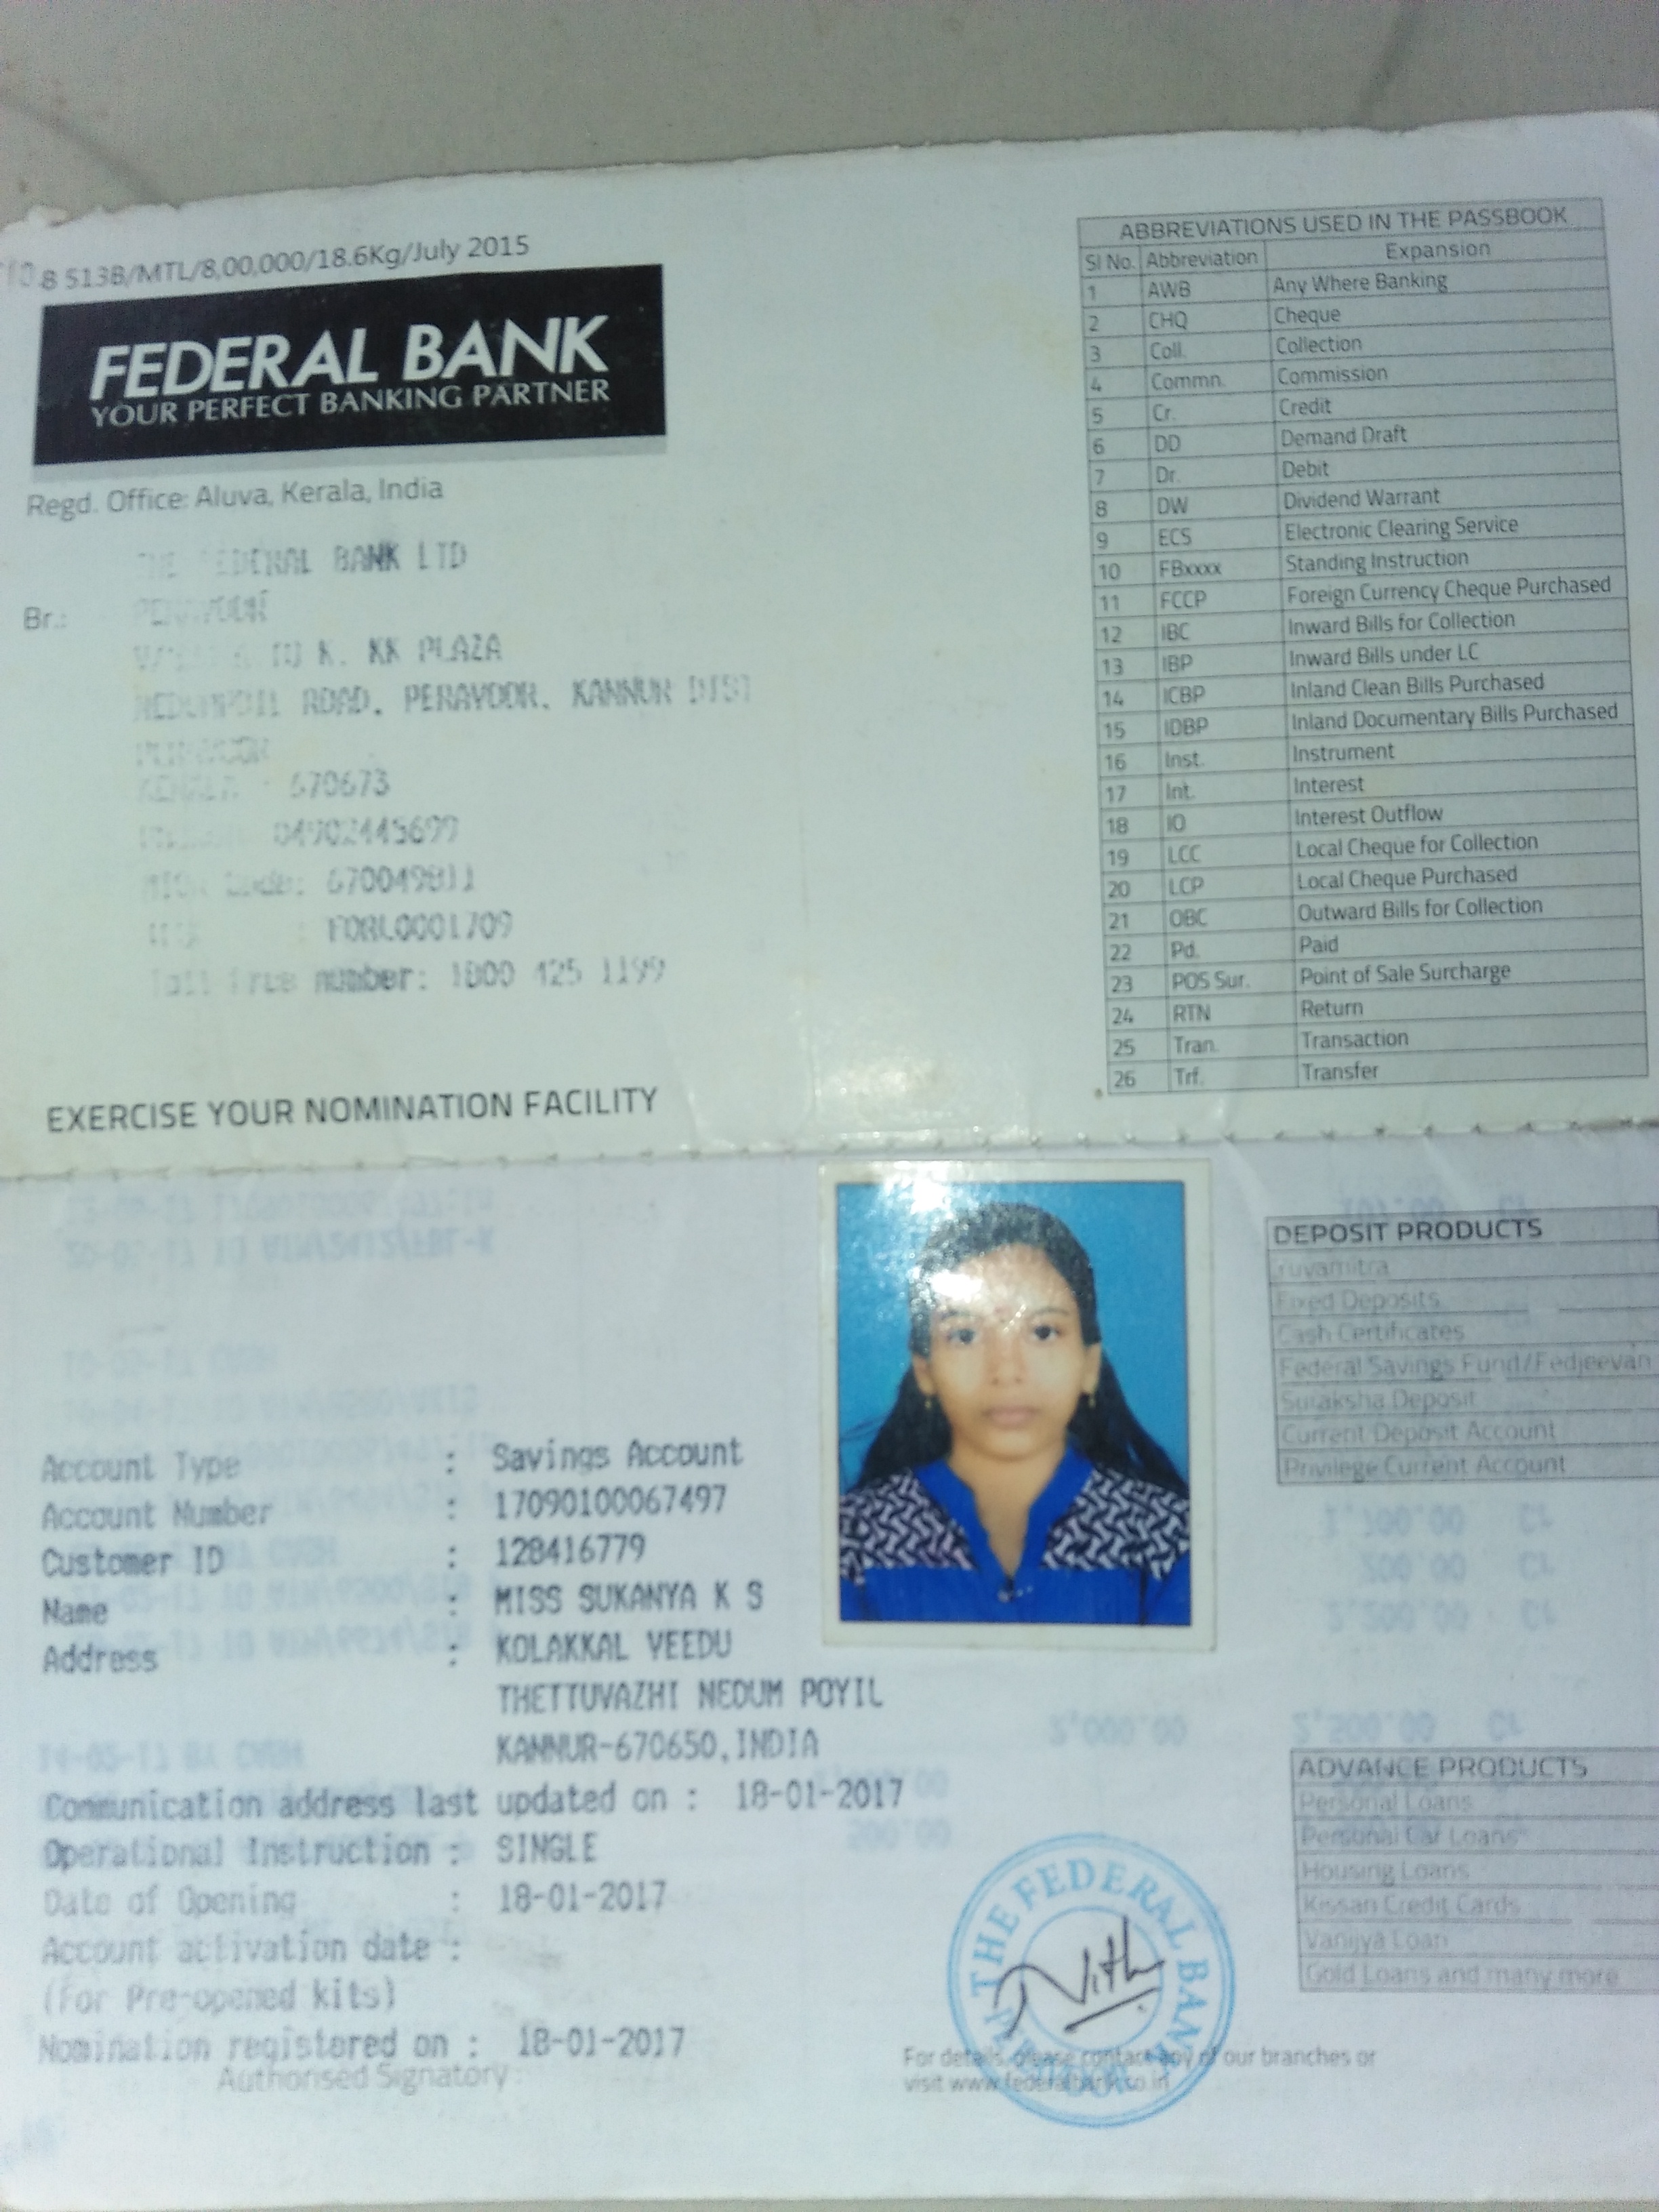 8 513B/MTL/8,00,000/18.6Kg/July 2015
FEDERAL BANK
YOUR PERFECT BANKING PARTNER
Regd. Office: Aluva, Kerala, India
THE FEDERAL BANK LTD
Br.: PERAVOOR
K. KK PLAZA
ROAD, PERAVOOR, KANNUR DIST
PERAVOOR
KERALA - 670673
04902445699
MICR Code: 670049811
: FDRL0001709
Toll free number: 1800 425 1199
EXERCISE YOUR NOMINATION FACILITY
ABBREVIATIONS USED IN THE PASSBOOK
Sl No. Abbreviation Expansion
1 AWB Any Where Banking
2 CHQ Cheque
3 Coll. Collection
4 Commn. Commission
5 Cr. Credit
6 DD Demand Draft
7 Dr. Debit
8 DW Dividend Warrant
9 ECS Electronic Clearing Service
10 FBxxxx Standing Instruction
11 FCCP Foreign Currency Cheque Purchased
12 IBC Inward Bills for Collection
13 IBP Inward Bills under LC
14 ICBP Inland Clean Bills Purchased
15 IDBP Inland Documentary Bills Purchased
16 Inst. Instrument
17 Int. Interest
18 IO Interest Outflow
19 LCC Local Cheque for Collection
20 LCP Local Cheque Purchased
21 OBC Outward Bills for Collection
22 Pd. Paid
23 POS Sur. Point of Sale Surcharge
24 RTN Return
25 Tran. Transaction
26 Trf. Transfer
Account Type : Savings Account
Account Number : 17090100067497
Customer ID : 128416779
Name : MISS SUKANYA K S
Address : KOLAKKAL VEEDU
THETTUVAZHI NEDUM POYIL
KANNUR-670650,INDIA
Communication address last updated on : 18-01-2017
Operational Instruction : SINGLE
Date of Opening : 18-01-2017
Account activation date :
(For Pre-opened kits)
Nomination registered on : 18-01-2017
Authorised Signatory :
DEPOSIT PRODUCTS
Yuvamitra
Fixed Deposits
Cash Certificates
Federal Savings Fund/Fedjeevan
Suraksha Deposit
Current Deposit Account
Privilege Current Account
ADVANCE PRODUCTS
Personal Loans
Personal Car Loans
Housing Loans
Kissan Credit Cards
Vanijya Loan
Gold Loans and many more
THE FEDERAL BANK
For details, please contact any of our branches or
visit www.federalbank.co.in